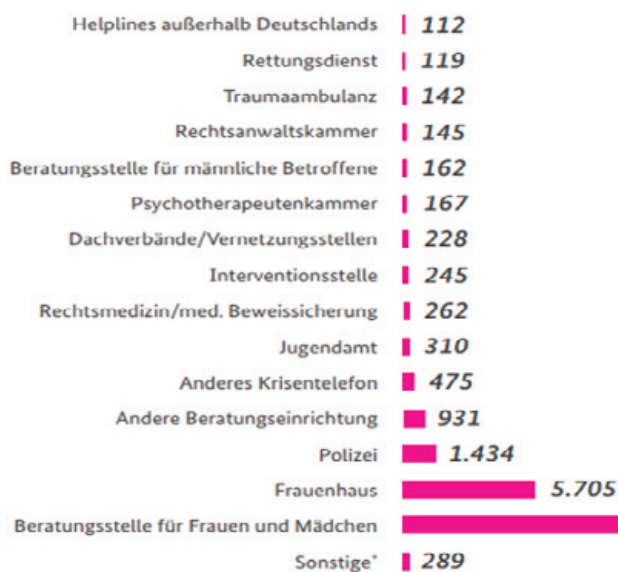 Helplines außerhalb Deutschlands 112
Rettungsdienst 119
Traumaambulanz 142
Rechtsanwaltskammer 145
Beratungsstelle für männliche Betroffene 162
Psychotherapeutenkammer 167
Dachverbände/Vernetzungsstellen 228
Interventionsstelle 245
Rechtsmedizin/med. Beweissicherung 262
Jugendamt 310
Anderes Krisentelefon 475
Andere Beratungseinrichtung 931
Polizei 1.434
Frauenhaus 5.705
Beratungsstelle für Frauen und Mädchen
Sonstige* 289